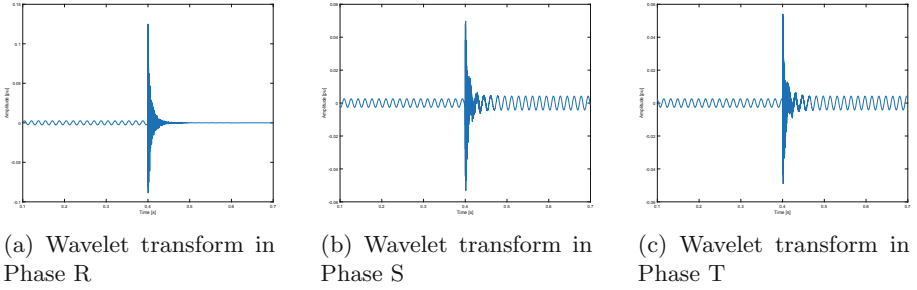 0.15
0.1
0.05
0
-0.05
-0.1
Amplitude [pu]
0.1 0.2 0.3 0.4 0.5 0.6 0.7
Time [s]
(a) Wavelet transform in
Phase R
0.06
0.04
0.02
0
-0.02
-0.04
-0.06
Amplitude [pu]
0.1 0.2 0.3 0.4 0.5 0.6 0.7
Time [s]
(b) Wavelet transform in
Phase S
0.06
0.04
0.02
0
-0.02
-0.04
-0.06
Amplitude [pu]
0.1 0.2 0.3 0.4 0.5 0.6 0.7
Time [s]
(c) Wavelet transform in
Phase T